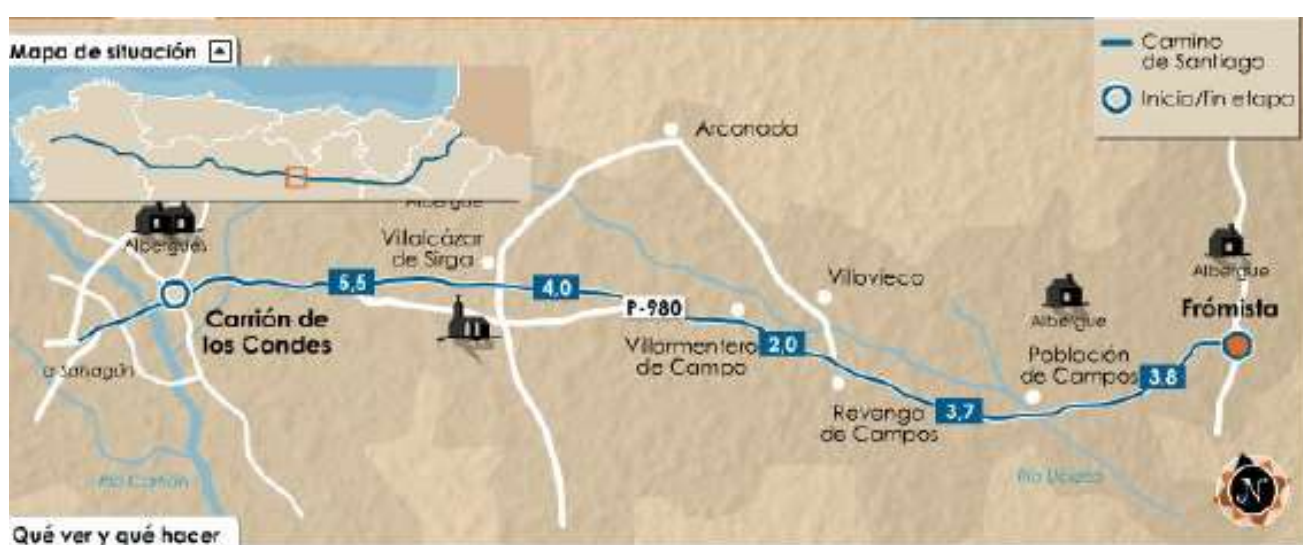 Mapa de situación
Camino
de Santiago
Inicio/fin etapa
Arconada
Albergue
Albergues
Villalcázar
de Sirga
Villovieco
Albergue
Albergue
Frómista
5,5
4,0
P-980
Carrión de
los Condes
Villarmentero
de Campo
2,0
Población
de Campos
3,8
a Sahagún
Revanga
de Campos
3,7
Río Carrión
Río Ucieza
N
Qué ver y qué hacer